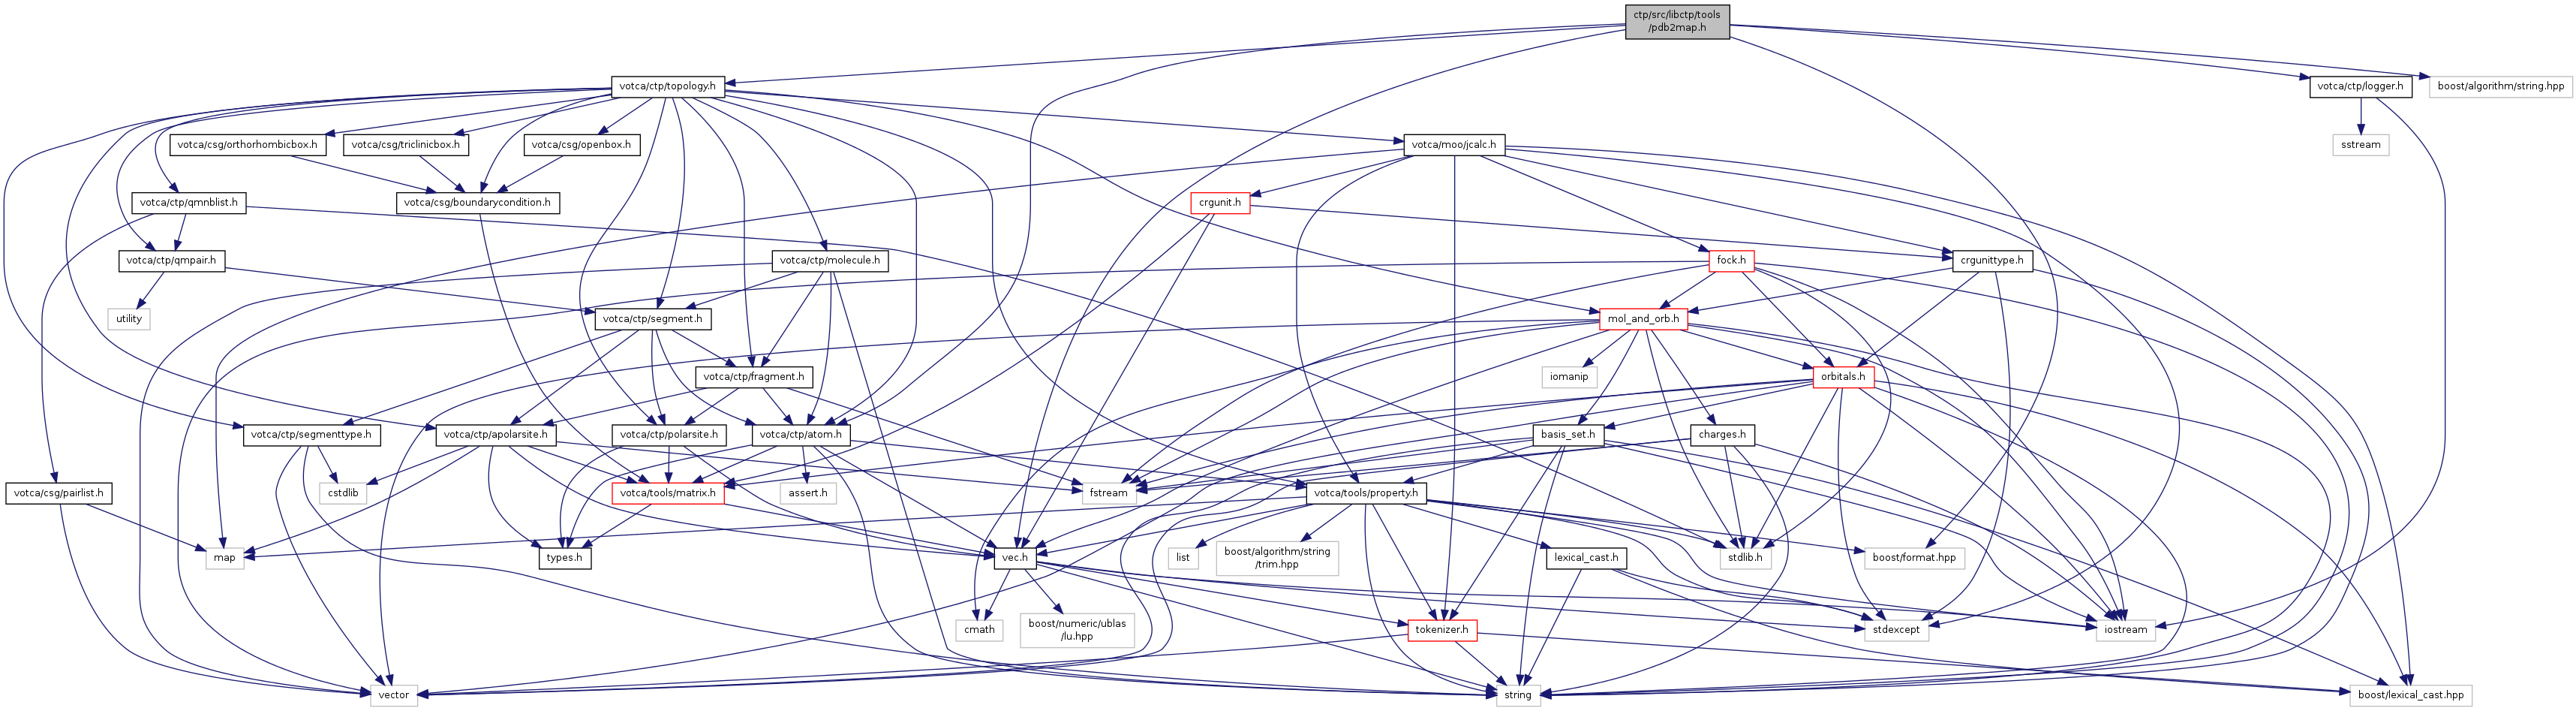 ctp/src/libctp/tools
/pdb2map.h
votca/ctp/topology.h
votca/ctp/logger.h
boost/algorithm/string.hpp
votca/csg/orthorhombicbox.h
votca/csg/triclinicbox.h
votca/csg/openbox.h
votca/moo/jcalc.h
sstream
votca/ctp/qmnblist.h
votca/csg/boundarycondition.h
crgunit.h
votca/ctp/qmpair.h
votca/ctp/molecule.h
fock.h
crgunittype.h
utility
votca/ctp/segment.h
mol_and_orb.h
votca/ctp/fragment.h
iomanip
orbitals.h
votca/ctp/segmenttype.h
votca/ctp/apolarsite.h
votca/ctp/polarsite.h
votca/ctp/atom.h
basis_set.h
charges.h
votca/csg/pairlist.h
cstdlib
votca/tools/matrix.h
assert.h
fstream
votca/tools/property.h
map
types.h
vec.h
list
boost/algorithm/string
/trim.hpp
lexical_cast.h
stdlib.h
boost/format.hpp
cmath
boost/numeric/ublas
/lu.hpp
tokenizer.h
stdexcept
iostream
vector
string
boost/lexical_cast.hpp